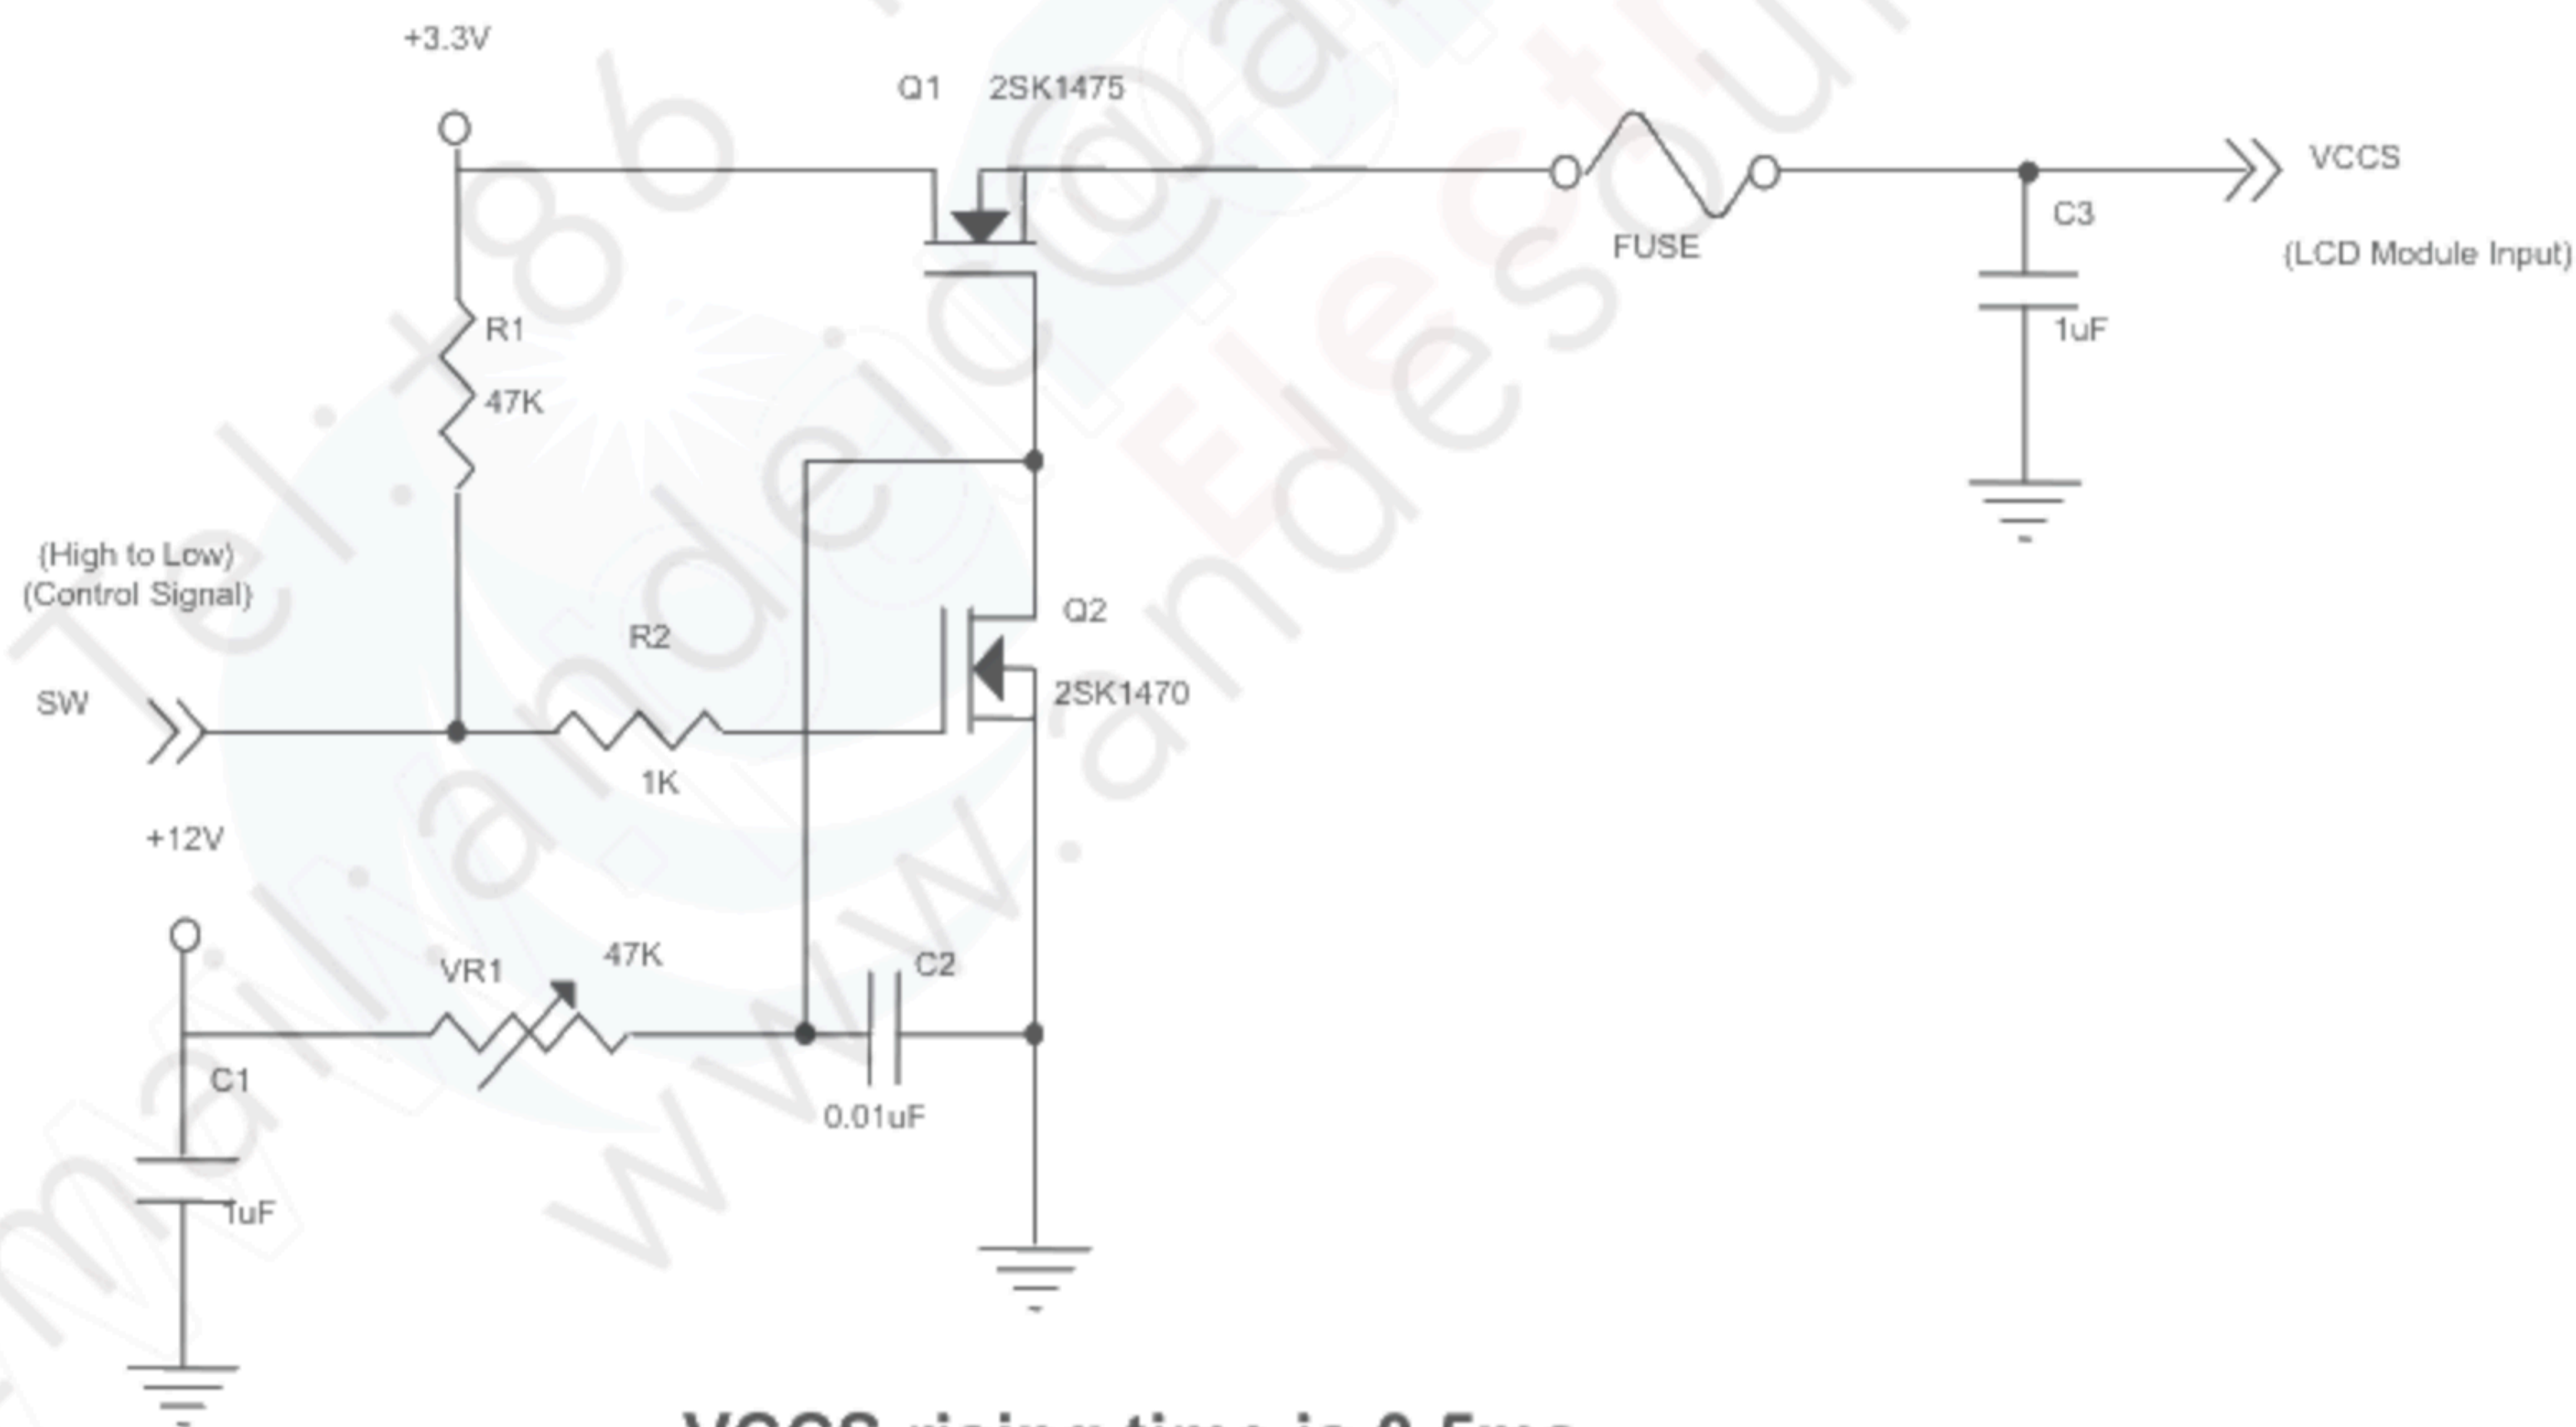 +3.3V
Q1 2SK1475
VCCS
C3
FUSE
(LCD Module Input)
R1
1uF
47K
(High to Low)
(Control Signal)
Q2
R2
2SK1470
SW
1K
+12V
47K
C2
VR1
C1
0.01uF
1uF